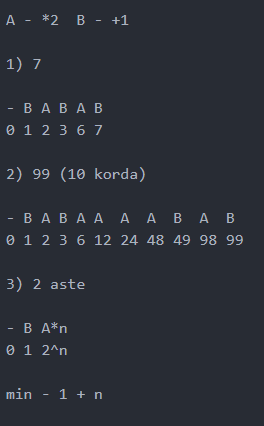 A - *2  B - +1
1) 7
- B A B A B
0 1 2 3 6 7
2) 99 (10 korda)
- B A B A A  A  A  B  A  B
0 1 2 3 6 12 24 48 49 98 99
3) 2 aste
- B A*n
0 1 2^n
min - 1 + n